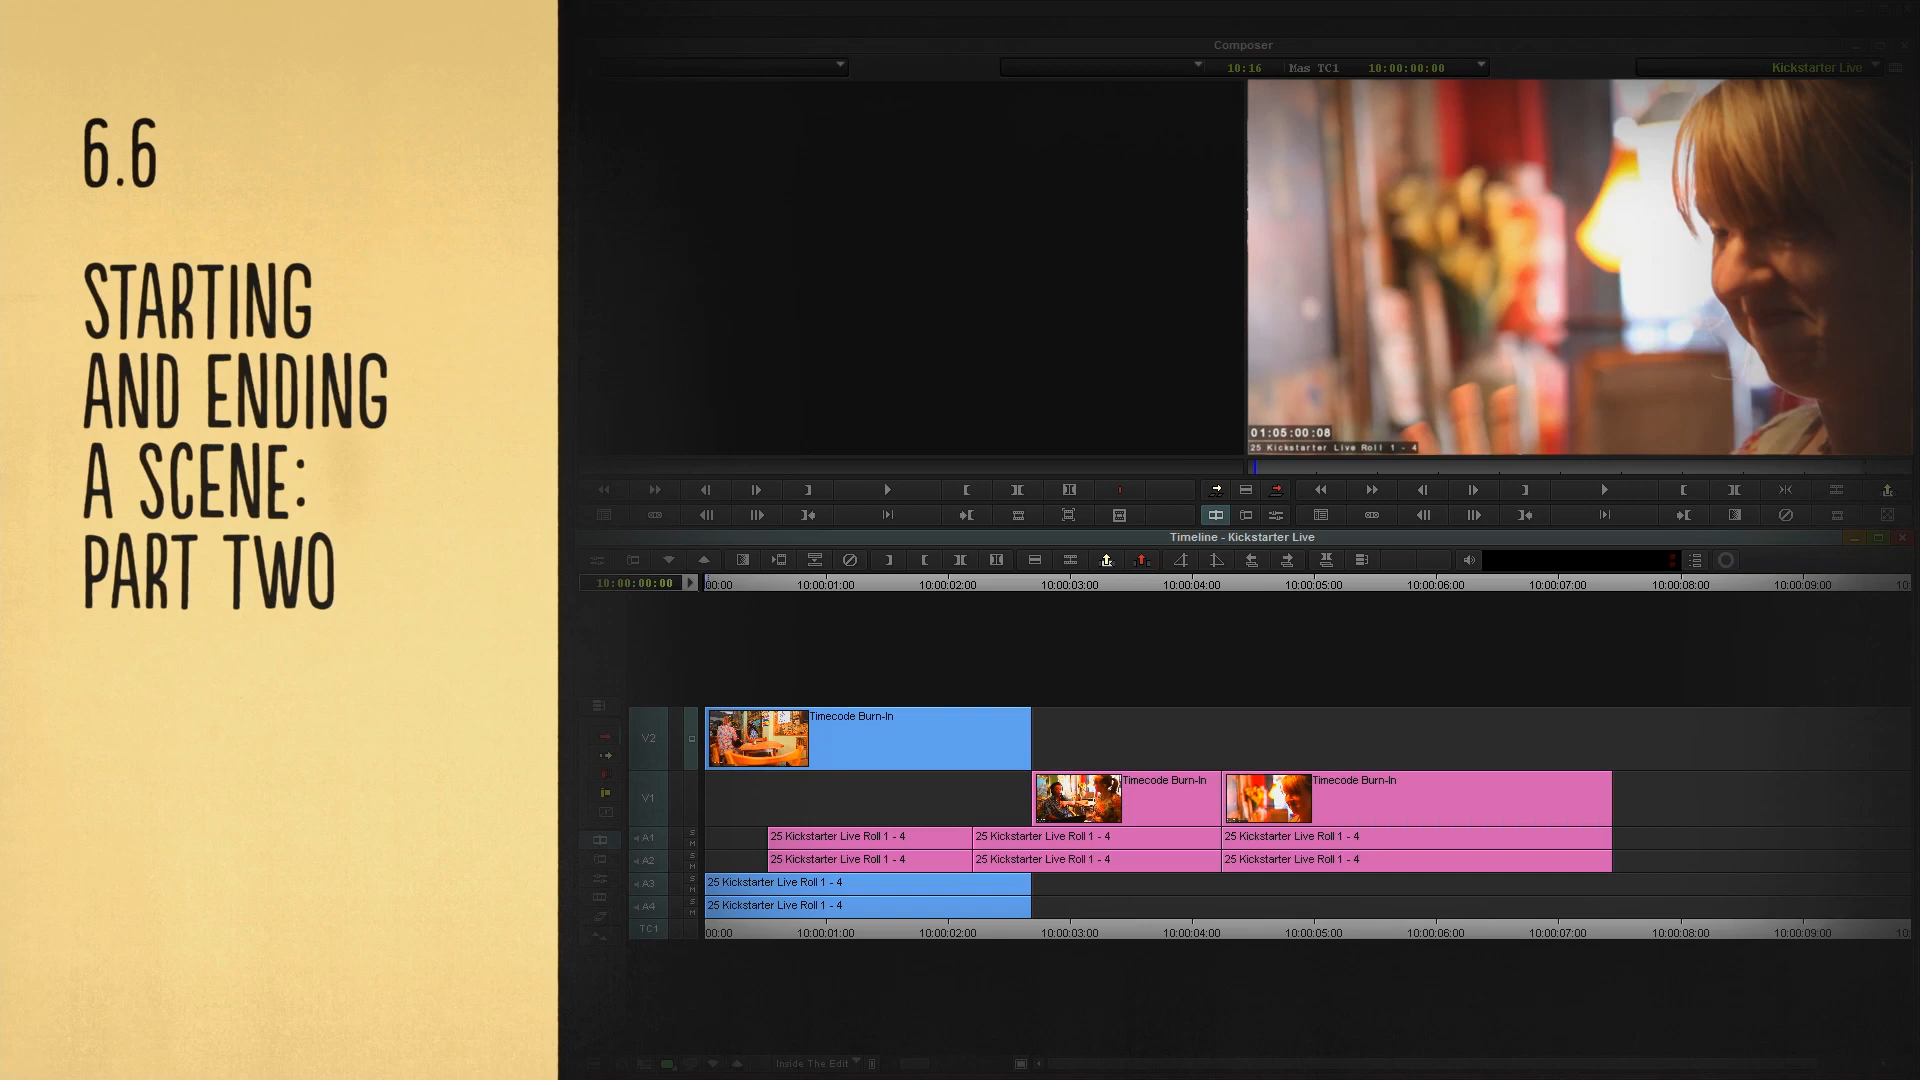 6.6
STARTING
AND ENDING
A SCENE:
PART TWO
Composer
10:16 Mas TC1 10:00:00:00 Kickstarter Live
01:05:00:08
25 Kickstarter Live Roll 1 - 4
Timeline - Kickstarter Live
10:00:00:00
00:00 10:00:01:00 10:00:02:00 10:00:03:00 10:00:04:00 10:00:05:00 10:00:06:00 10:00:07:00 10:00:08:00 10:00:09:00 10:
V2 Timecode Burn-In
V1 Timecode Burn-In Timecode Burn-In
A1 S M 25 Kickstarter Live Roll 1 - 4 25 Kickstarter Live Roll 1 - 4 25 Kickstarter Live Roll 1 - 4
A2 S M 25 Kickstarter Live Roll 1 - 4 25 Kickstarter Live Roll 1 - 4 25 Kickstarter Live Roll 1 - 4
A3 S M 25 Kickstarter Live Roll 1 - 4
A4 S M 25 Kickstarter Live Roll 1 - 4
TC1 00:00 10:00:01:00 10:00:02:00 10:00:03:00 10:00:04:00 10:00:05:00 10:00:06:00 10:00:07:00 10:00:08:00 10:00:09:00 10:
Inside The Edit